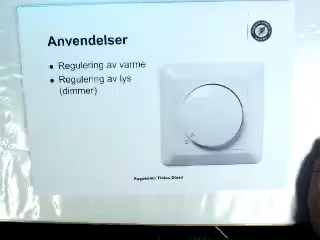 Anvendelser
• Regulering av varme
• Regulering av lys
(dimmer)